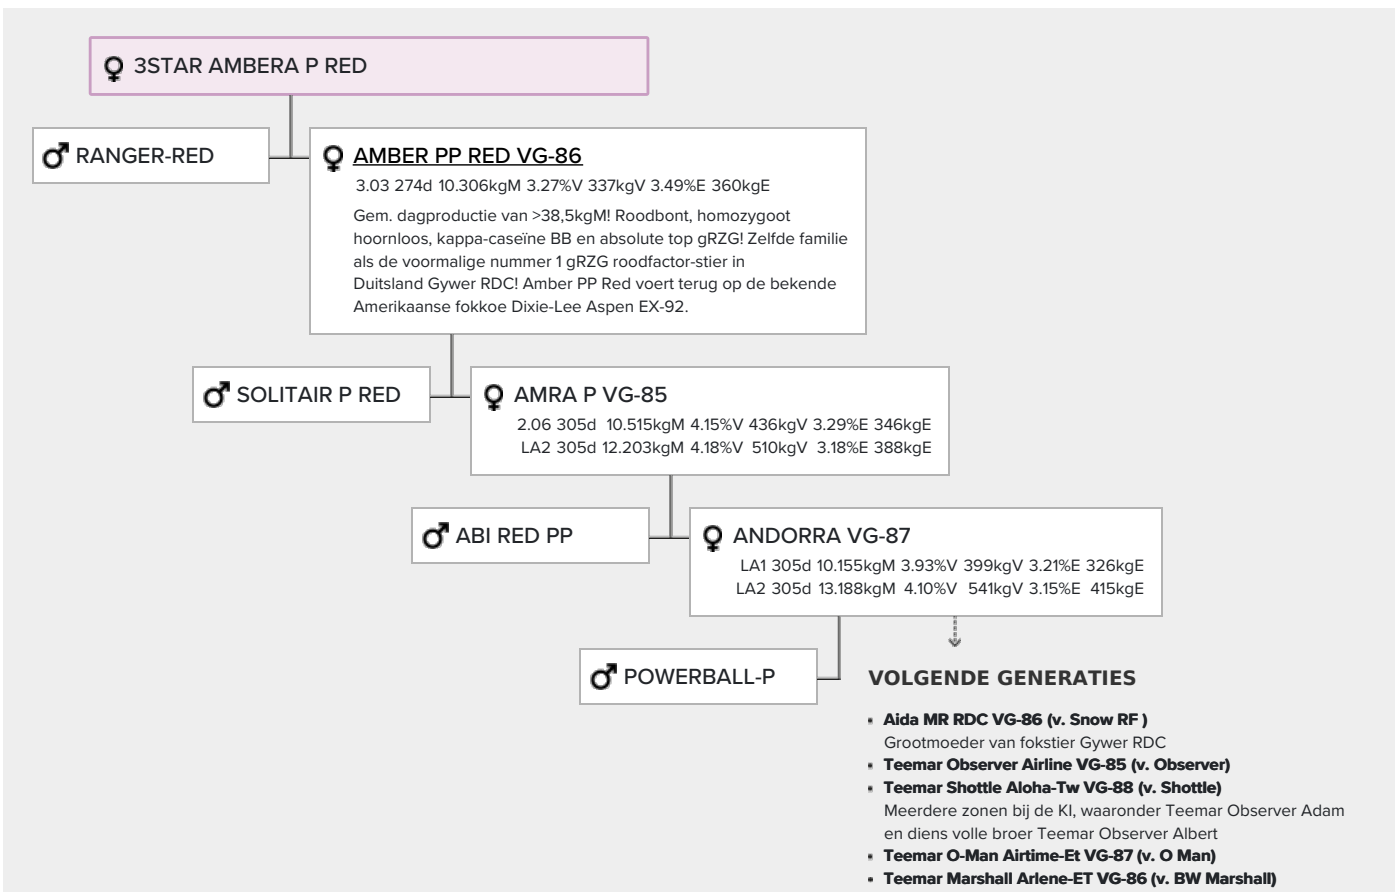 3STAR AMBERA P RED
RANGER-RED
AMBER PP RED VG-86
3.03 274d 10.306kgM 3.27%V 337kgV 3.49%E 360kgE
Gem. dagproductie van >38,5kgM! Roodbont, homozygoot
hoornloos, kappa-caseïne BB en absolute top gRZG! Zelfde familie
als de voormalige nummer 1 gRZG roodfactor-stier in
Duitsland Gywer RDC! Amber PP Red voert terug op de bekende
Amerikaanse fokkoe Dixie-Lee Aspen EX-92.
SOLITAIR P RED
AMRA P VG-85
2.06 305d 10.515kgM 4.15%V 436kgV 3.29%E 346kgE
LA2 305d 12.203kgM 4.18%V 510kgV 3.18%E 388kgE
ABI RED PP
ANDORRA VG-87
LA1 305d 10.155kgM 3.93%V 399kgV 3.21%E 326kgE
LA2 305d 13.188kgM 4.10%V 541kgV 3.15%E 415kgE
POWERBALL-P
VOLGENDE GENERATIES
Aida MR RDC VG-86 (v. Snow RF )
Grootmoeder van fokstier Gywer RDC
Teemar Observer Airline VG-85 (v. Observer)
Teemar Shottle Aloha-Tw VG-88 (v. Shottle)
Meerdere zonen bij de KI, waaronder Teemar Observer Adam
en diens volle broer Teemar Observer Albert
Teemar O-Man Airtime-Et VG-87 (v. O Man)
Teemar Marshall Arlene-ET VG-86 (v. BW Marshall)